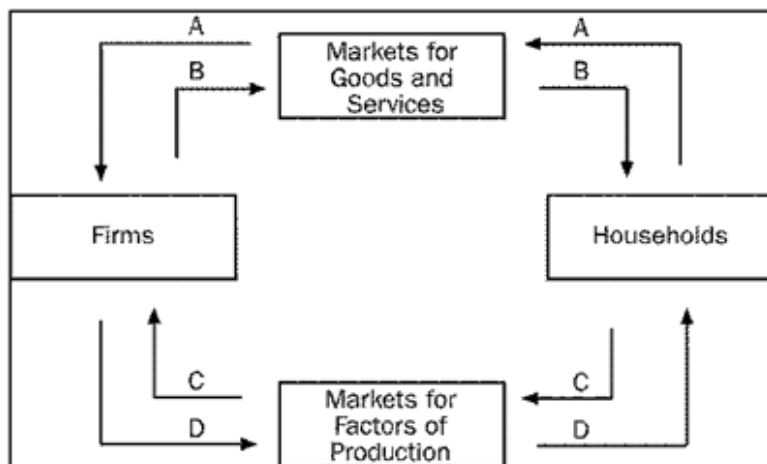 A
Markets for
Goods and
Services
A
B
B
Firms
Households
C
Markets for
Factors of
Production
C
D
D